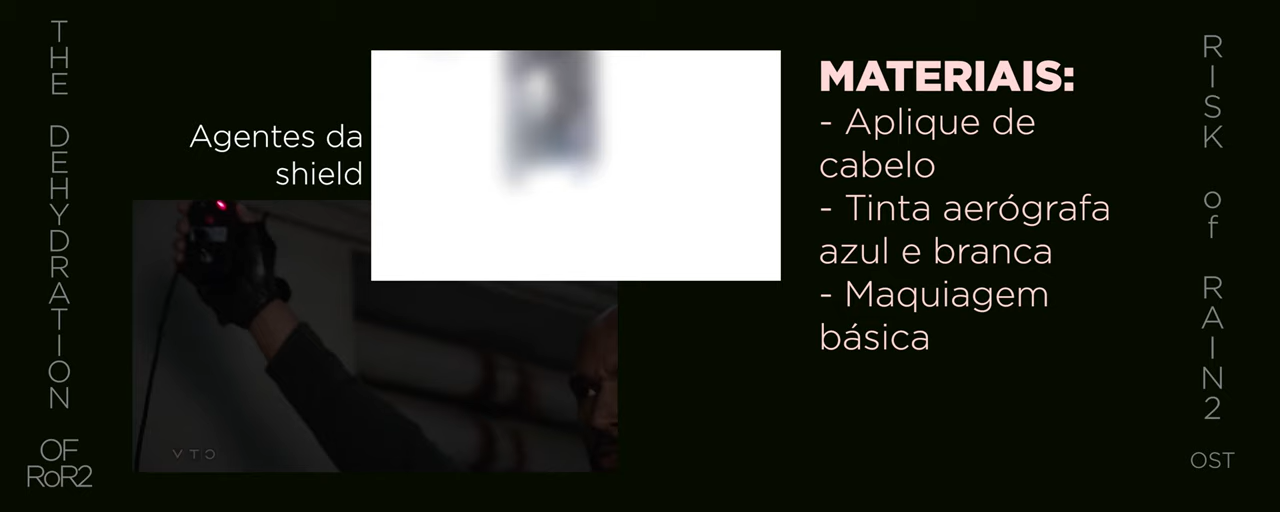 THE DEHYDRATION
OF
RoR2
Agentes da
shield
CTV
MATERIAIS:
- Aplique de
cabelo
- Tinta aerógrafa
azul e branca
- Maquiagem
básica
RISK of RAIN2
OST